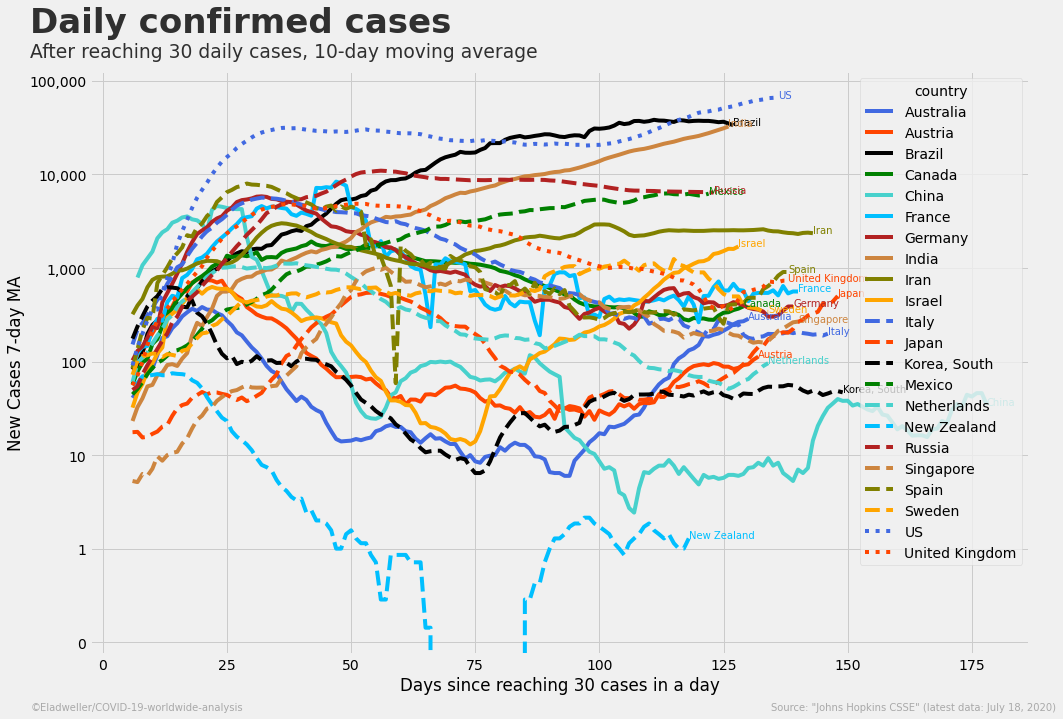 Daily confirmed cases
After reaching 30 daily cases, 10-day moving average
New Cases 7-day MA
100,000
10,000
1,000
100
10
1
0
0
25
50
75
100
125
150
175
Days since reaching 30 cases in a day
US
Brazil
Russia
Mexico
Iran
Israel
Spain
United Kingdom
France
Japan
Canada
Germany
Sweden
Australia
Singapore
Italy
Austria
Netherlands
Korea, South
China
New Zealand
country
Australia
Austria
Brazil
Canada
China
France
Germany
India
Iran
Israel
Italy
Japan
Korea, South
Mexico
Netherlands
New Zealand
Russia
Singapore
Spain
Sweden
US
United Kingdom
©Eladweller/COVID-19-worldwide-analysis
Source: "Johns Hopkins CSSE" (latest data: July 18, 2020)